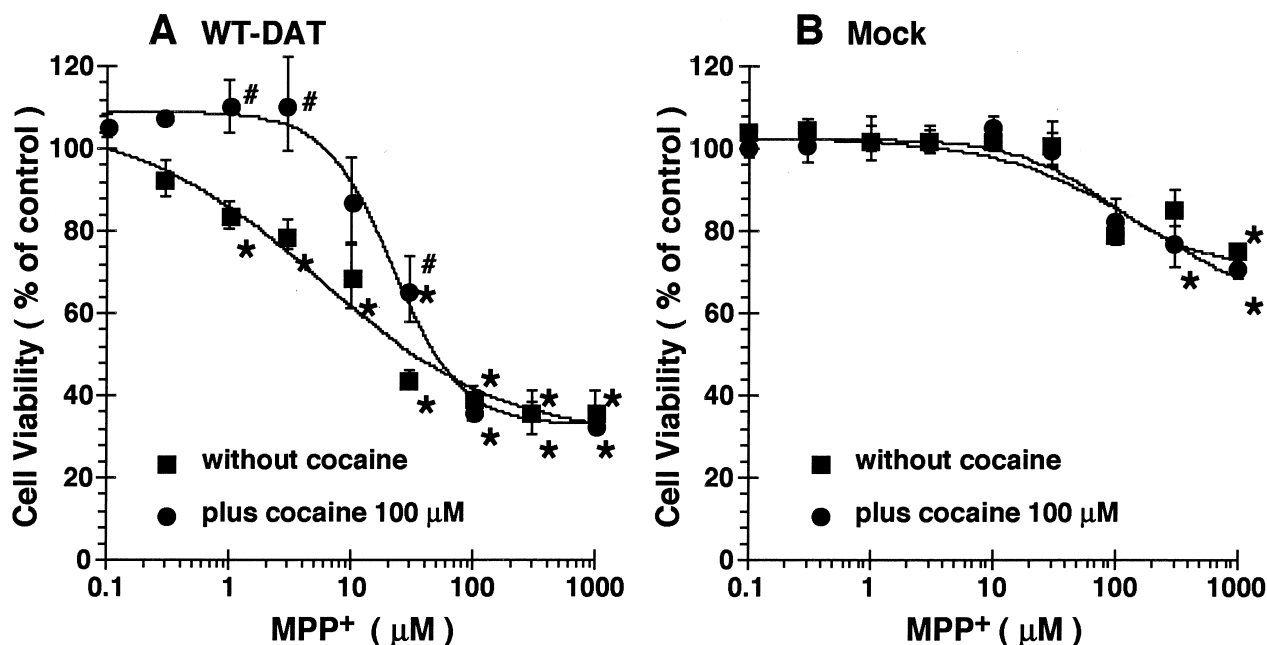 A WT-DAT
Cell Viability ( % of control )
120
100
80
60
40
20
0
# # #
* * * * * * * * * * * *
without cocaine
plus cocaine 100 μM
0.1 1 10 100 1000
MPP+ ( μM )
B Mock
Cell Viability ( % of control )
120
100
80
60
40
20
0
* * *
without cocaine
plus cocaine 100 μM
0.1 1 10 100 1000
MPP+ ( μM )